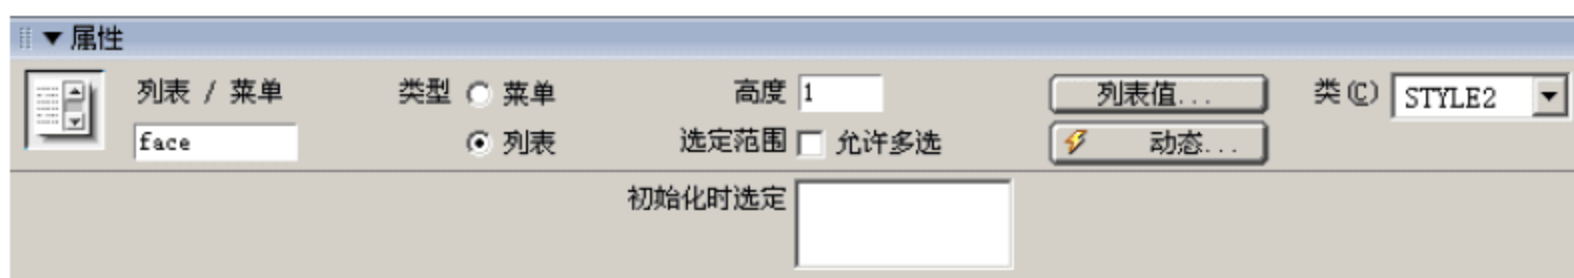 属性
列表 / 菜单 类型 菜单 高度 1 列表值... 类(C) STYLE2
face 列表 选定范围 允许多选 动态...
初始化时选定